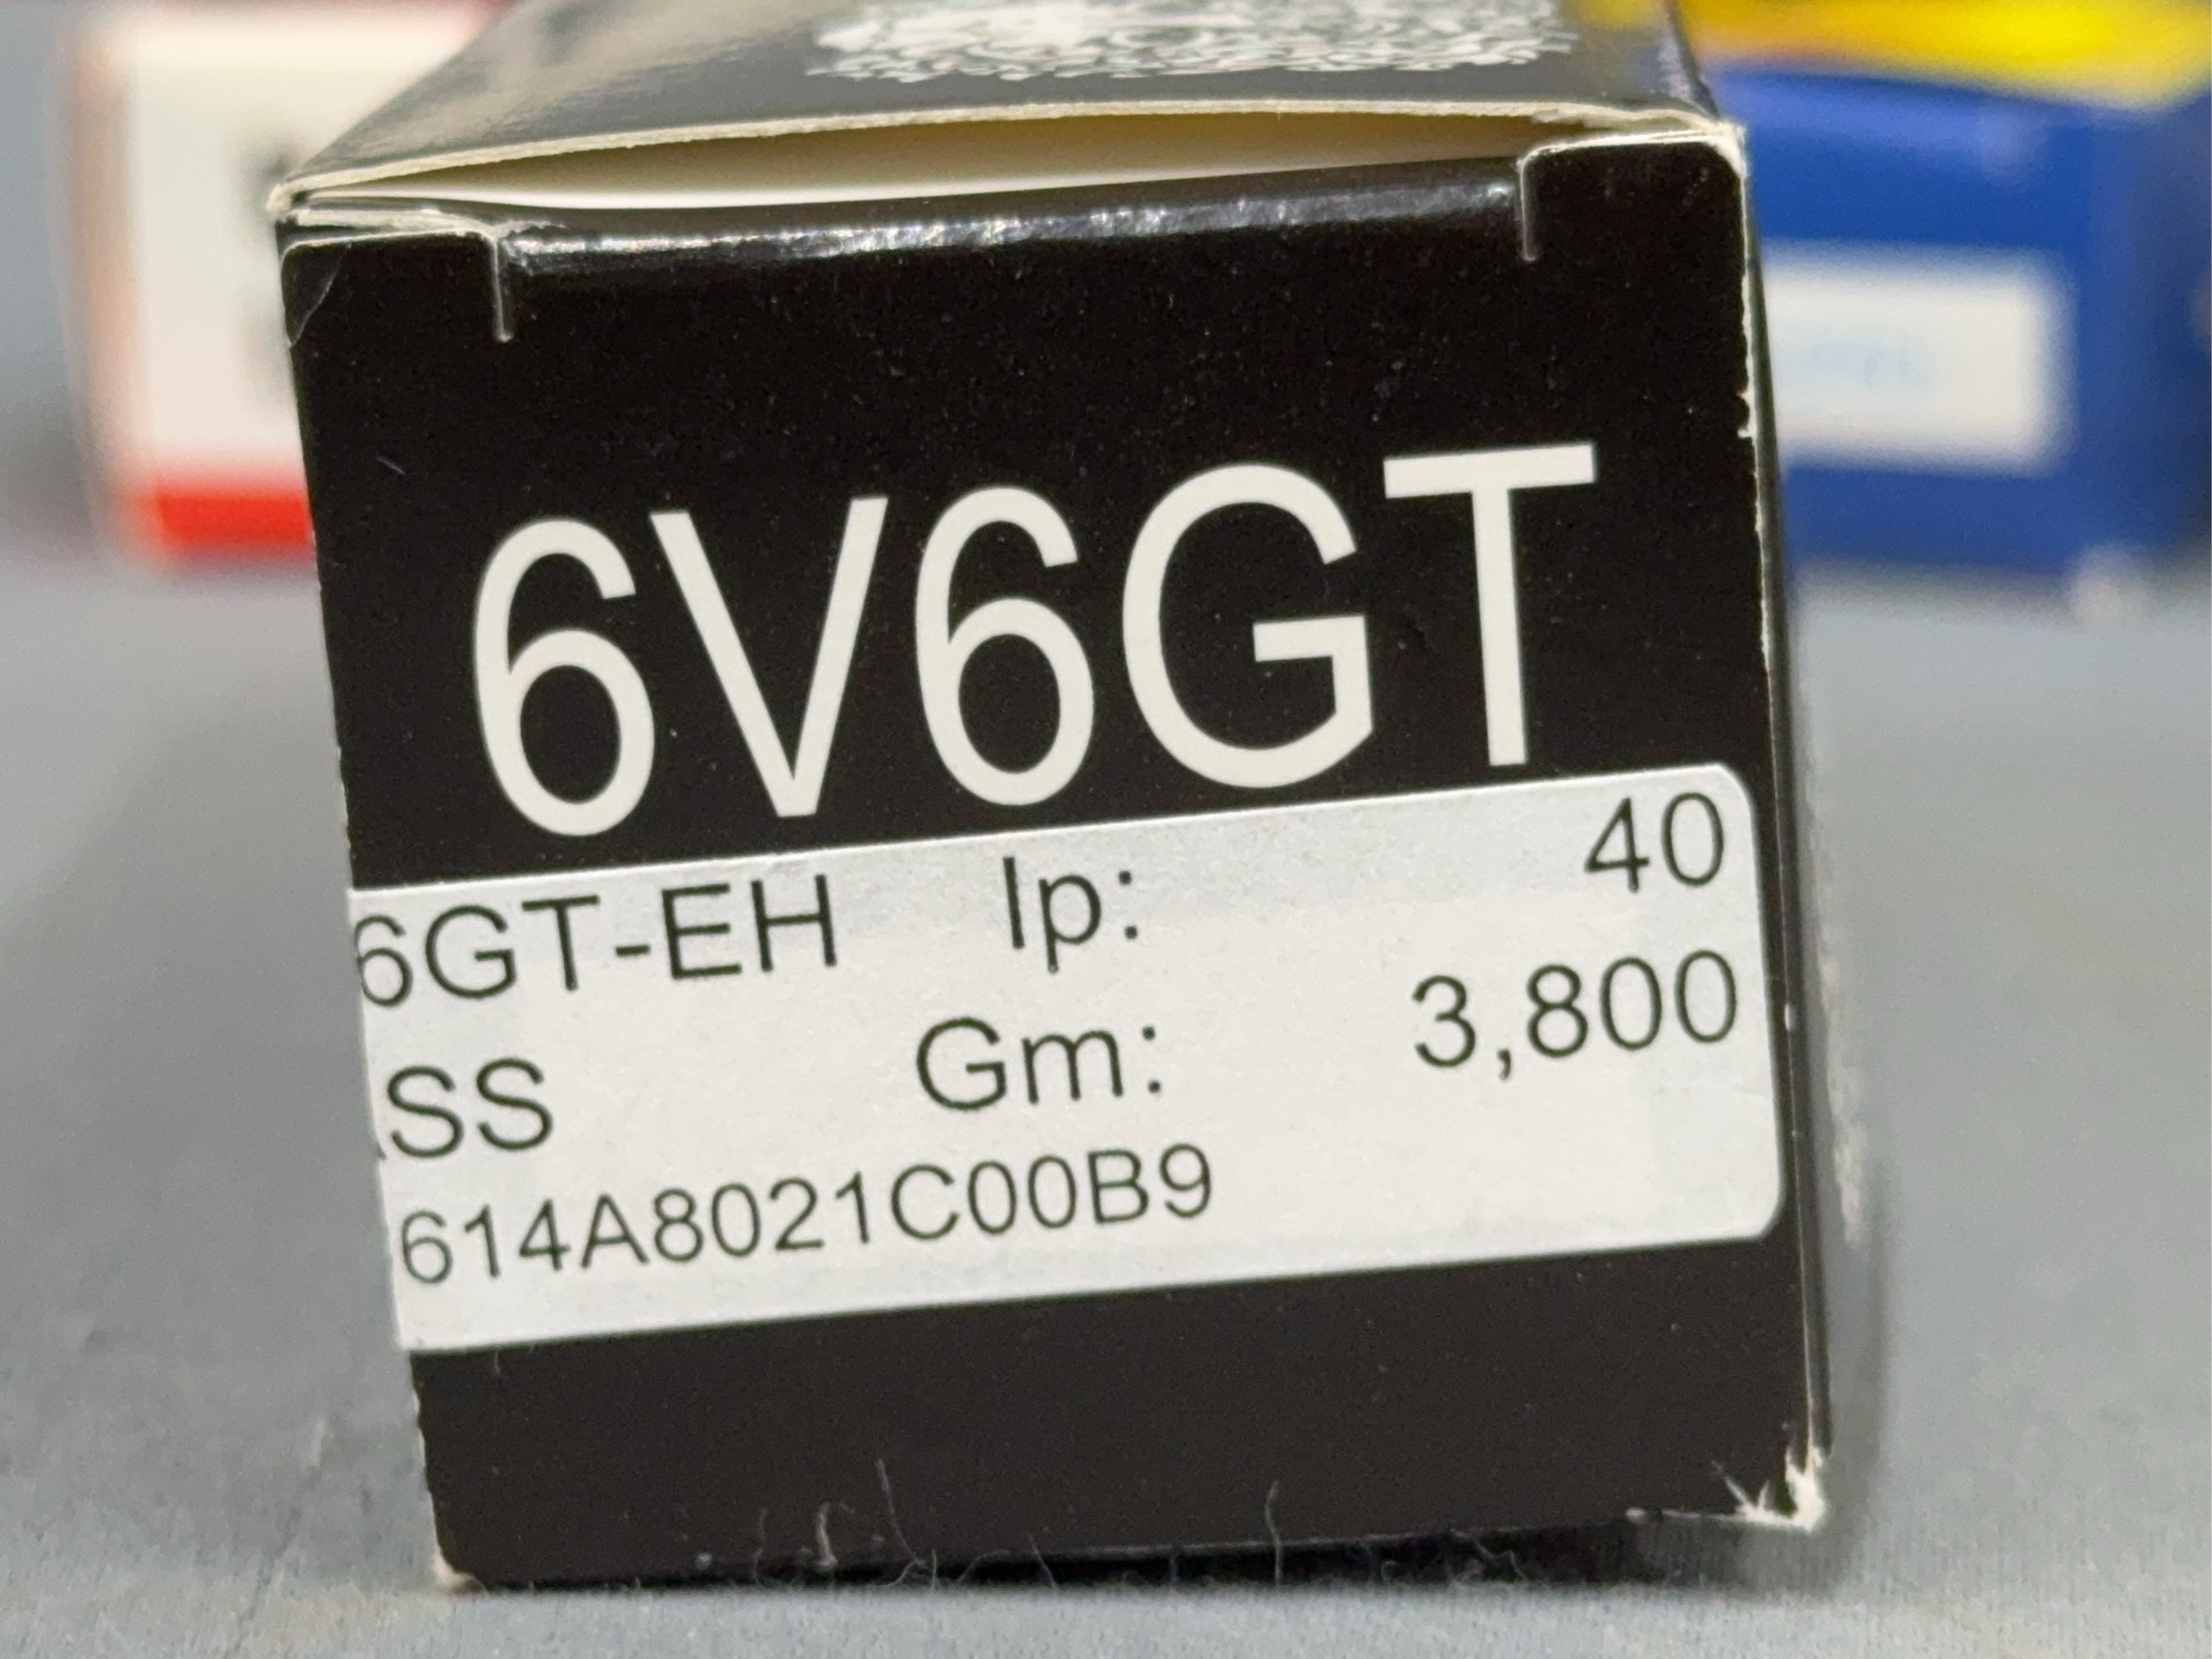 6V6GT
6GT-EH Ip: 40
SS Gm: 3,800
614A8021C00B9